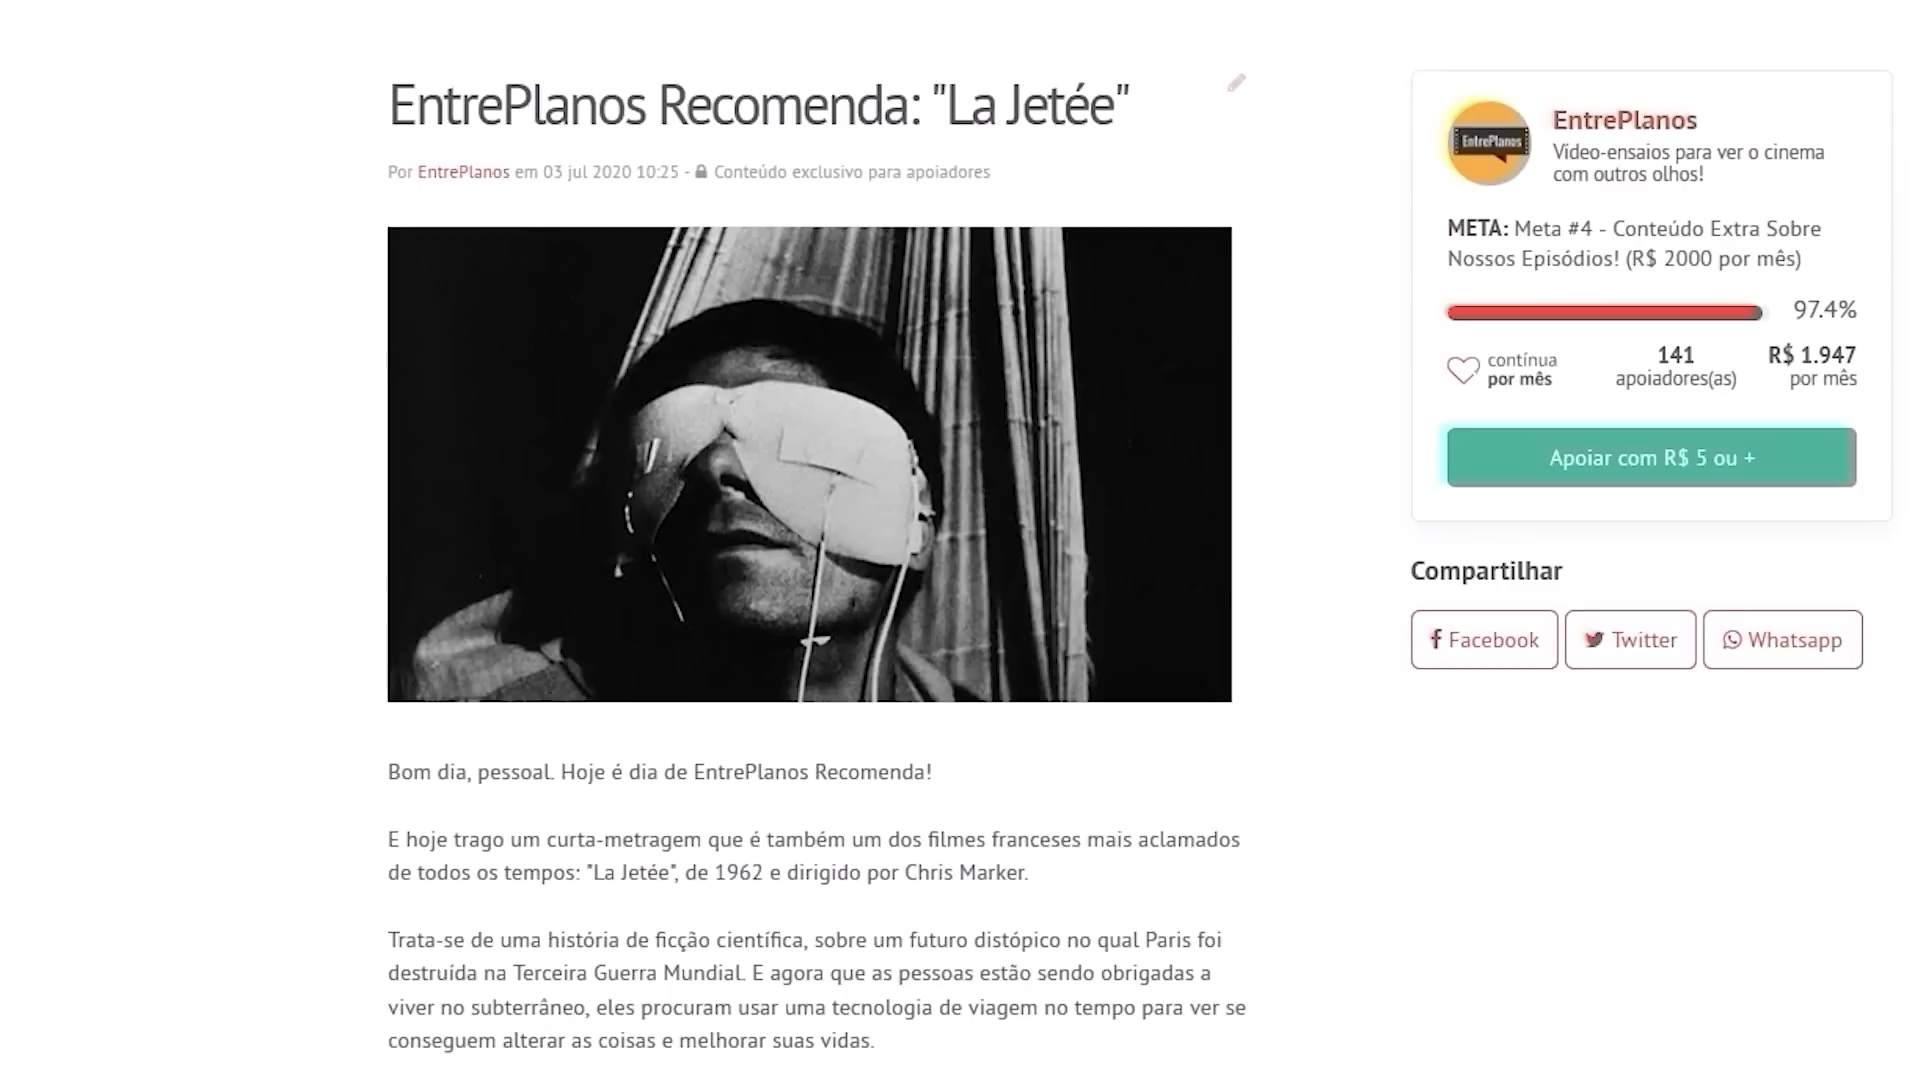 EntrePlanos Recomenda: "La Jetée"
Por EntrePlanos em 03 jul 2020 10:25 - Conteúdo exclusivo para apoiadores
Bom dia, pessoal. Hoje é dia de EntrePlanos Recomenda!
E hoje trago um curta-metragem que é também um dos filmes franceses mais aclamados
de todos os tempos: "La Jetée", de 1962 e dirigido por Chris Marker.
Trata-se de uma história de ficção científica, sobre um futuro distópico no qual Paris foi
destruída na Terceira Guerra Mundial. E agora que as pessoas estão sendo obrigadas a
viver no subterrâneo, eles procuram usar uma tecnologia de viagem no tempo para ver se
conseguem alterar as coisas e melhorar suas vidas.
EntrePlanos
EntrePlanos
Video-ensaios para ver o cinema
com outros olhos!
META: Meta #4 - Conteúdo Extra Sobre
Nossos Episódios! (R$ 2000 por mês)
97.4%
contínua
por mês
141
apoiadores(as)
R$ 1.947
por mês
Apoiar com R$ 5 ou +
Compartilhar
Facebook
Twitter
Whatsapp